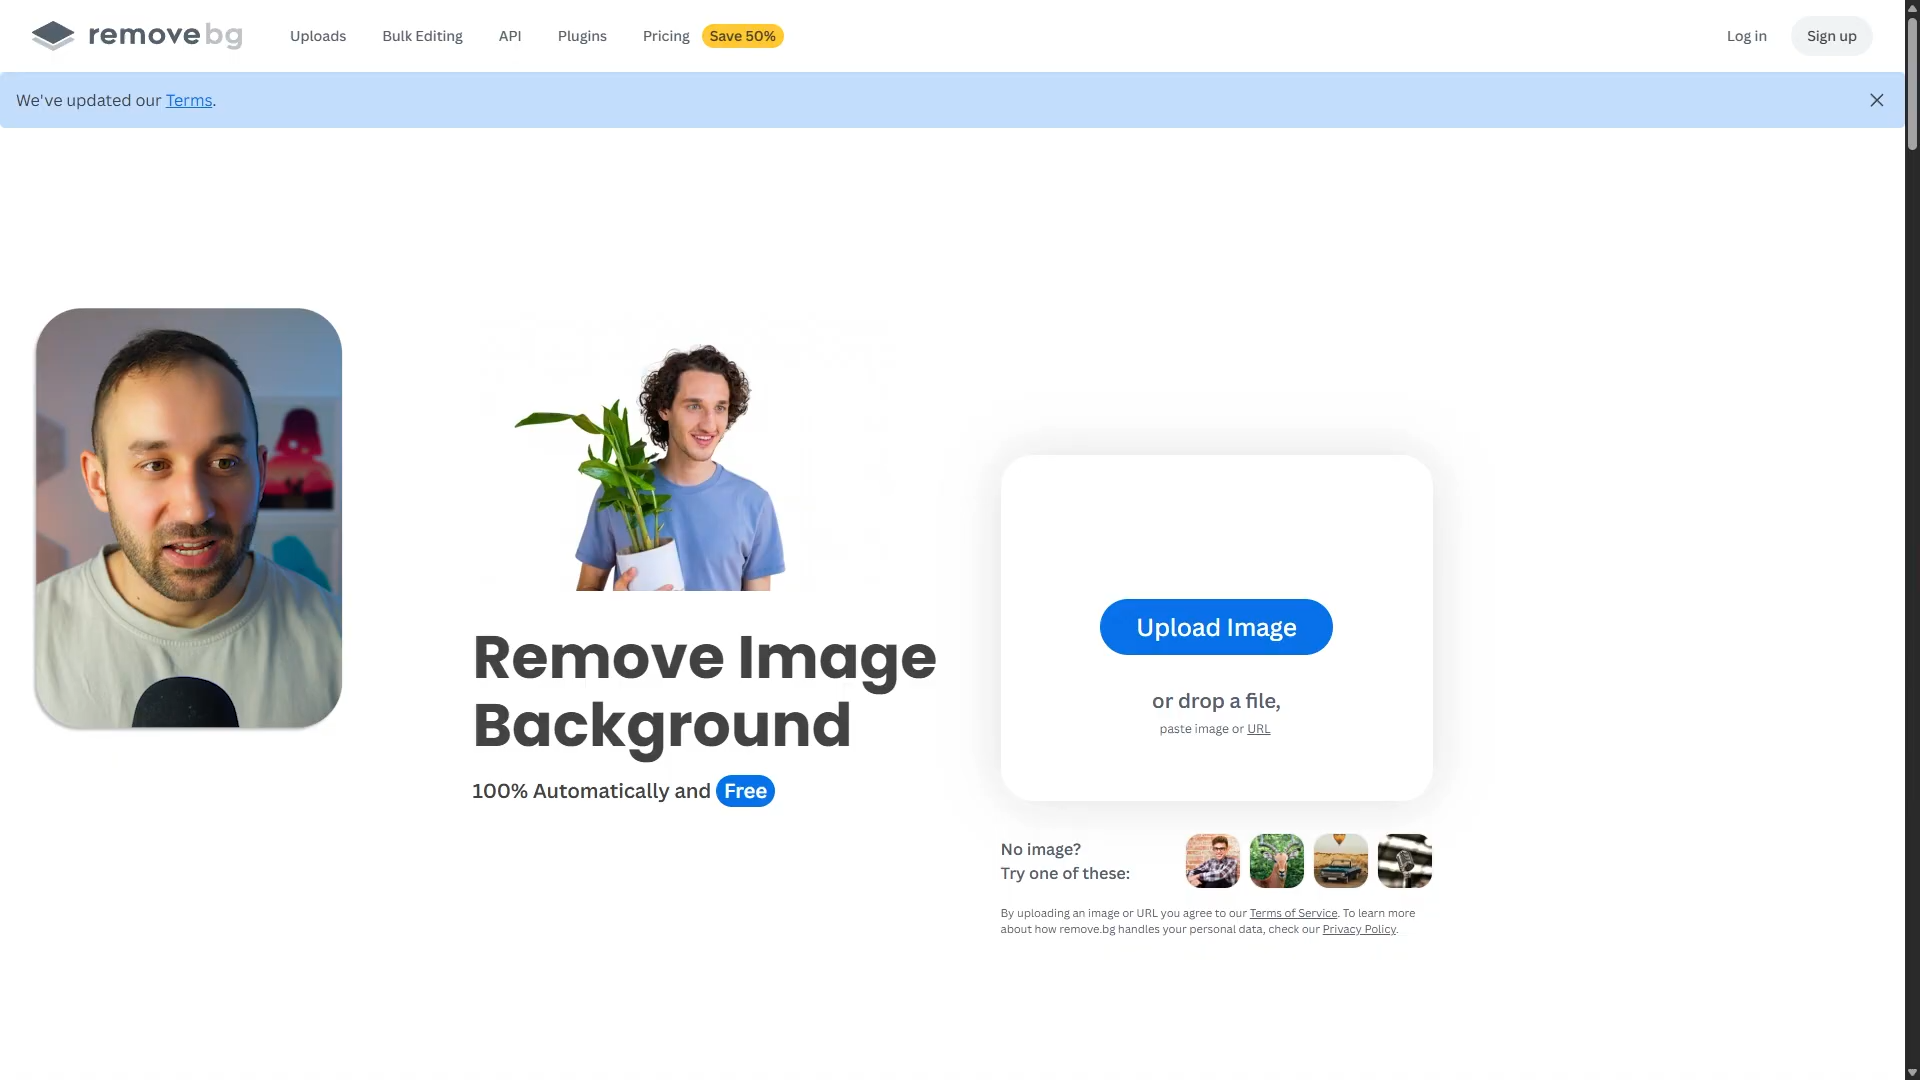 removebg
Uploads
Bulk Editing
API
Plugins
Pricing
Save 50%
Log in
Sign up
We've updated our Terms.
Remove Image
Background
100% Automatically and Free
Upload Image
or drop a file,
paste image or URL
No image?
Try one of these:
By uploading an image or URL you agree to our Terms of Service. To learn more
about how remove.bg handles your personal data, check our Privacy Policy.